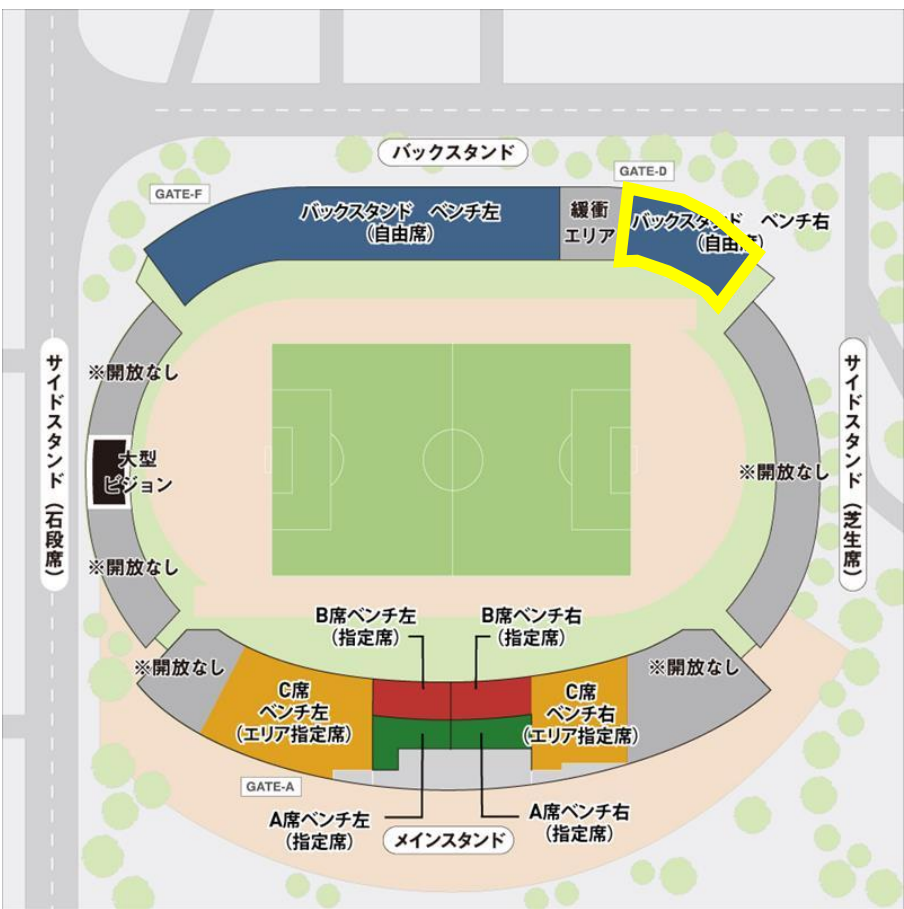 バックスタンド
GATE-D
GATE-F
バックスタンド　ベンチ左
(自由席)
緩衝
エリア
バックスタンド　ベンチ右
(自由席)
サイドスタンド(石段席)
※開放なし
大型
ビジョン
※開放なし
※開放なし
サイドスタンド(芝生席)
B席ベンチ左
(指定席)
B席ベンチ右
(指定席)
※開放なし
C席
ベンチ左
(エリア指定席)
C席
ベンチ右
(エリア指定席)
※開放なし
GATE-A
A席ベンチ左
(指定席)
メインスタンド
A席ベンチ右
(指定席)